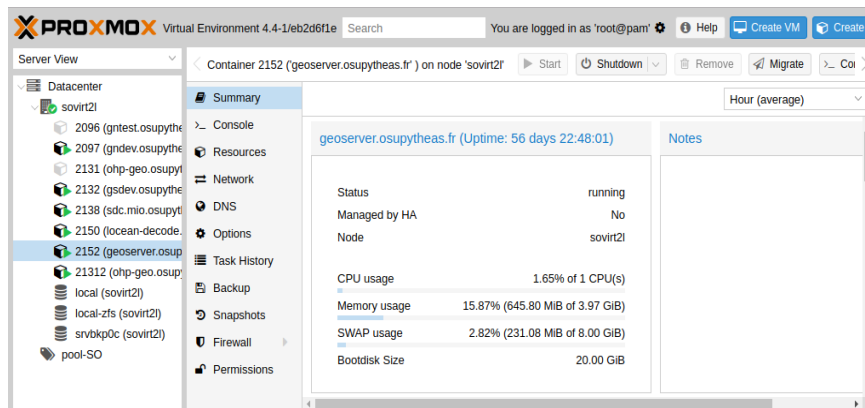 PROXMOX Virtual Environment 4.4-1/eb2d6f1e Search You are logged in as 'root@pam' Help Create VM Create
Server View
Container 2152 ('geoserver.osupytheas.fr' ) on node 'sovirt2l' Start Shutdown Remove Migrate >_ Co
Datacenter
sovirt2l
2096 (gntest.osupythe
2097 (gndev.osupythe
2131 (ohp-geo.osupyt
2132 (gsdev.osupythe
2138 (sdc.mio.osupyt
2150 (locean-decode.
2152 (geoserver.osup
21312 (ohp-geo.osupy
local (sovirt2l)
local-zfs (sovirt2l)
srvbkp0c (sovirt2l)
pool-SO
Summary
>_ Console
Resources
Network
DNS
Options
Task History
Backup
Snapshots
Firewall
Permissions
Hour (average)
geoserver.osupytheas.fr (Uptime: 56 days 22:48:01)
Notes
Status running
Managed by HA No
Node sovirt2l
CPU usage 1.65% of 1 CPU(s)
Memory usage 15.87% (645.80 MiB of 3.97 GiB)
SWAP usage 2.82% (231.08 MiB of 8.00 GiB)
Bootdisk Size 20.00 GiB